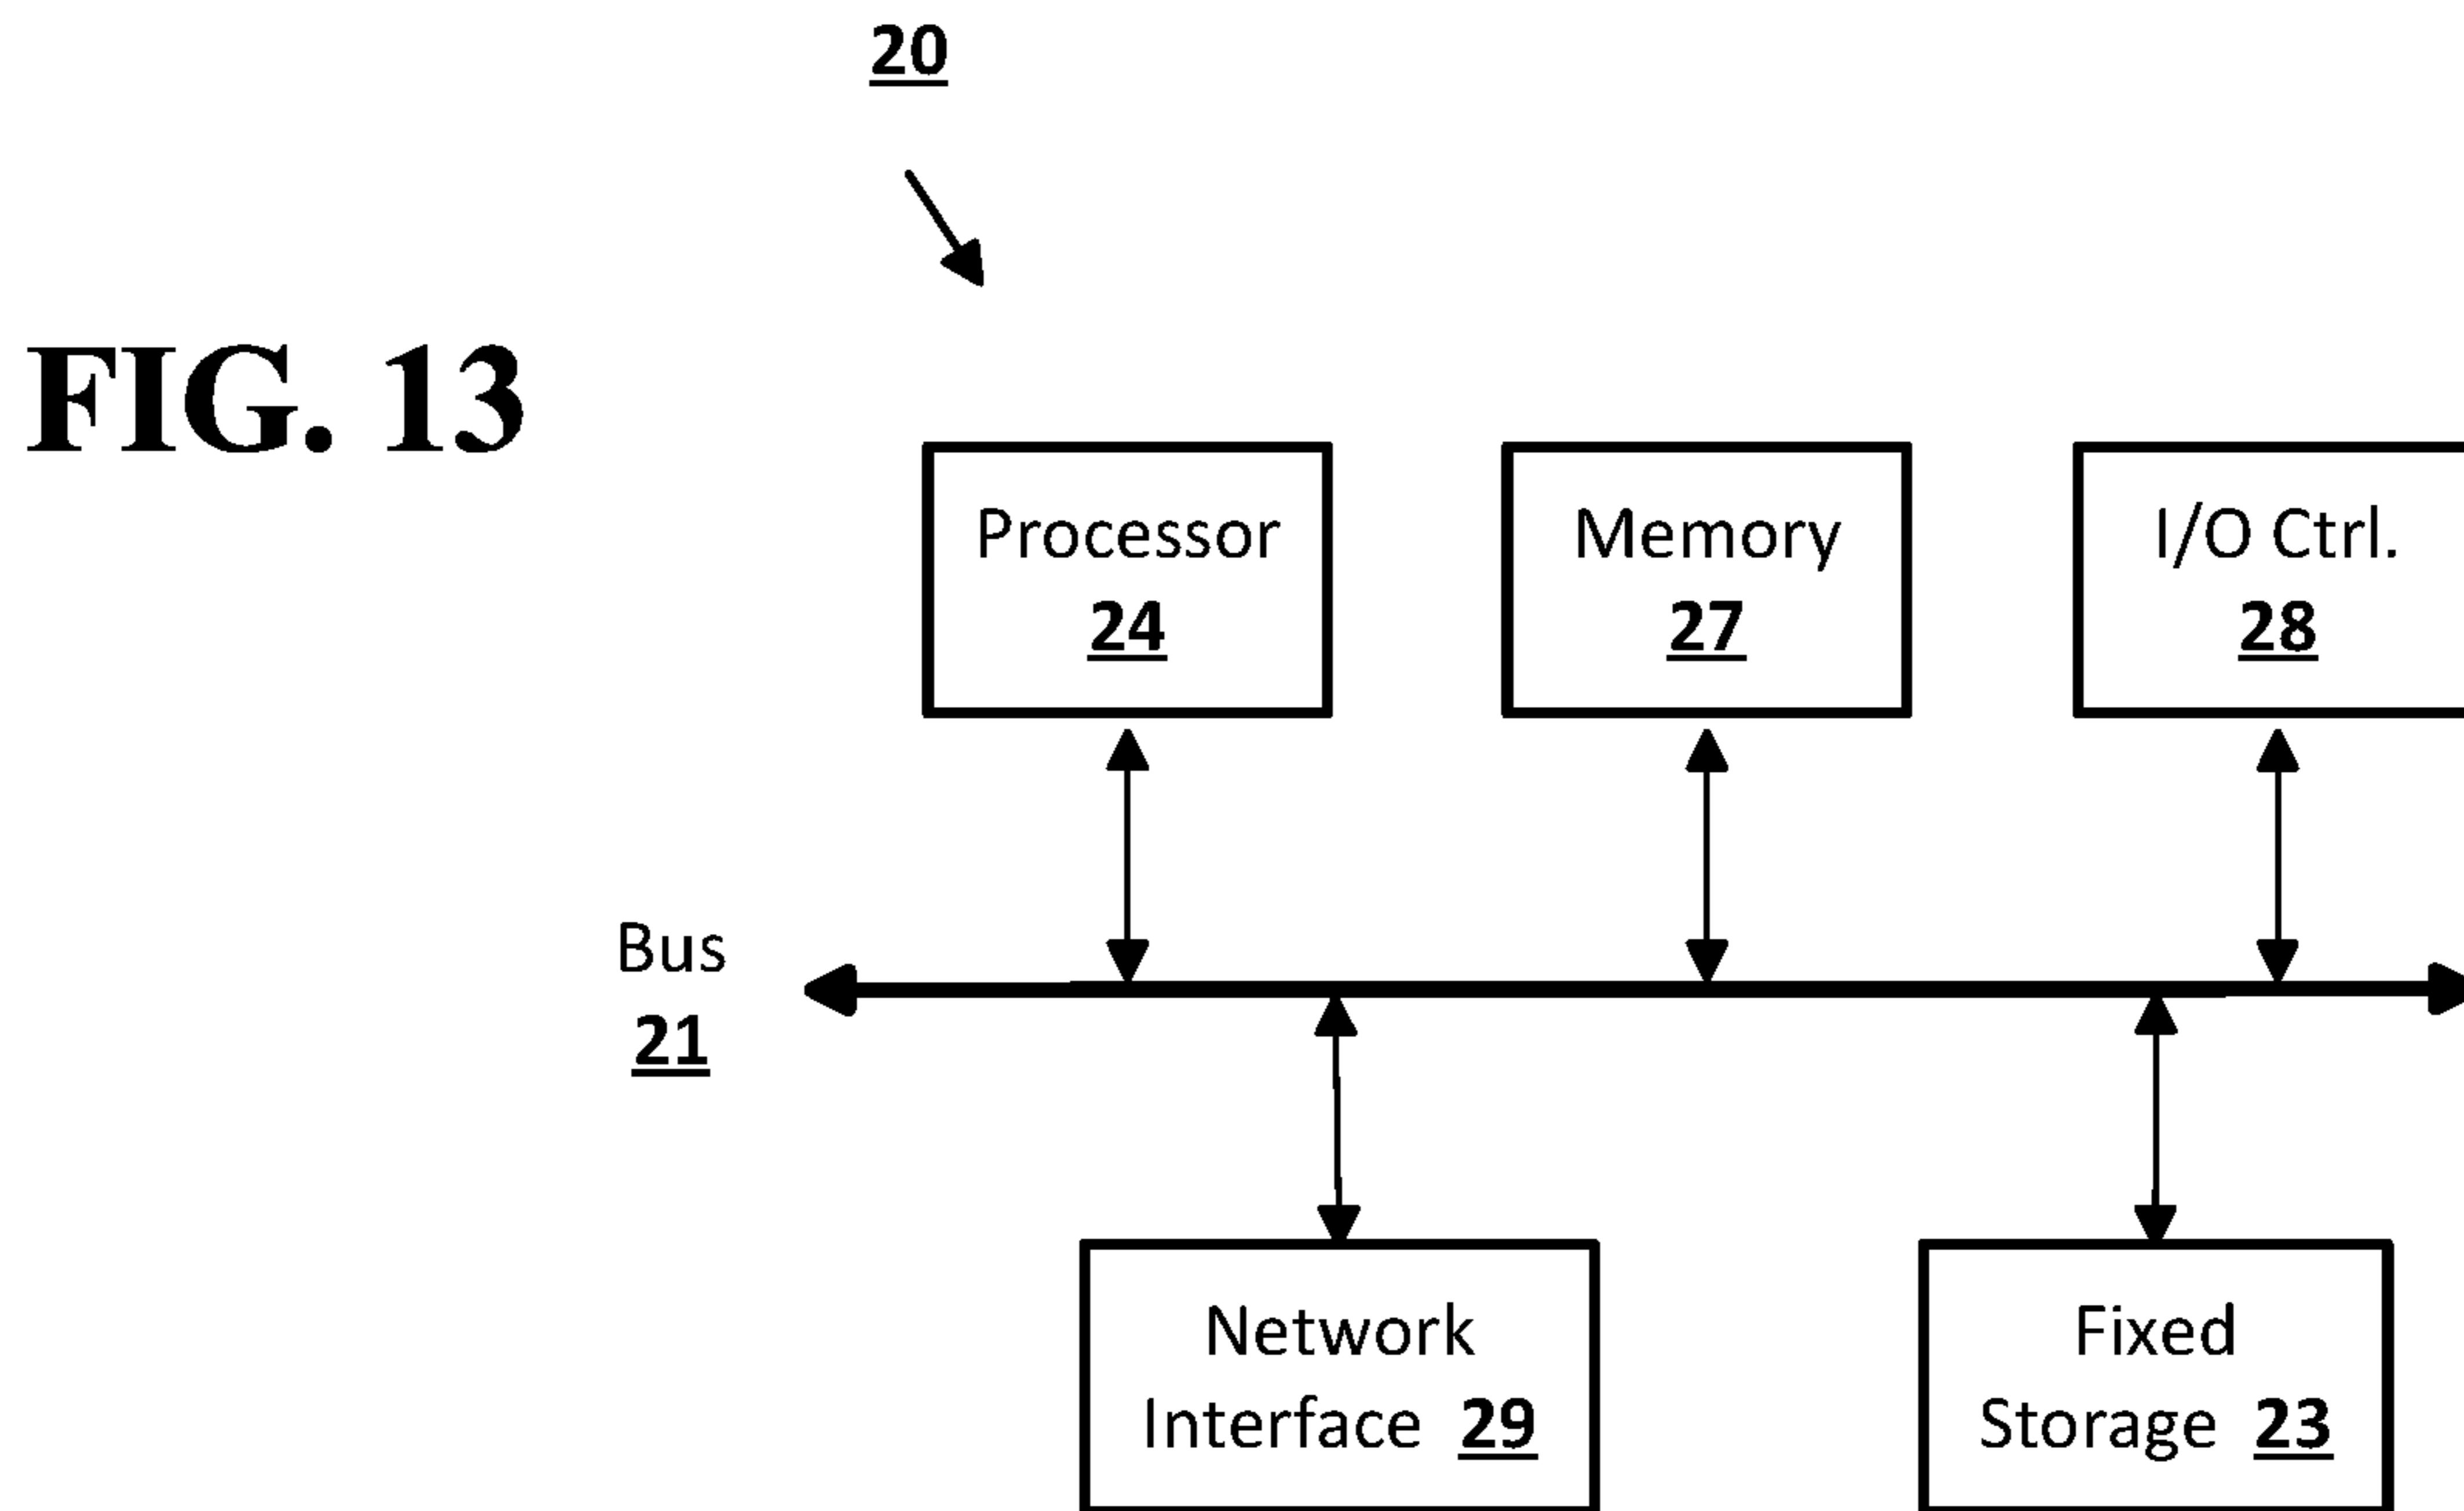 20
FIG. 13
Processor
24
Memory
27
I/O Ctrl.
28
Bus
21
Network
Interface 29
Fixed
Storage 23